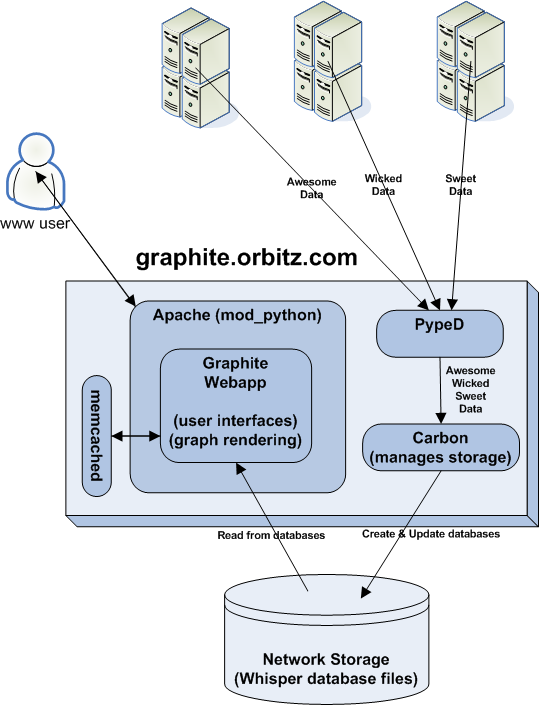 Awesome
Data
Wicked
Data
Sweet
Data
www user
graphite.orbitz.com
Apache (mod_python)
Graphite
Webapp
(user interfaces)
(graph rendering)
memcached
PypeD
Awesome
Wicked
Sweet
Data
Carbon
(manages storage)
Read from databases
Create & Update databases
Network Storage
(Whisper database files)